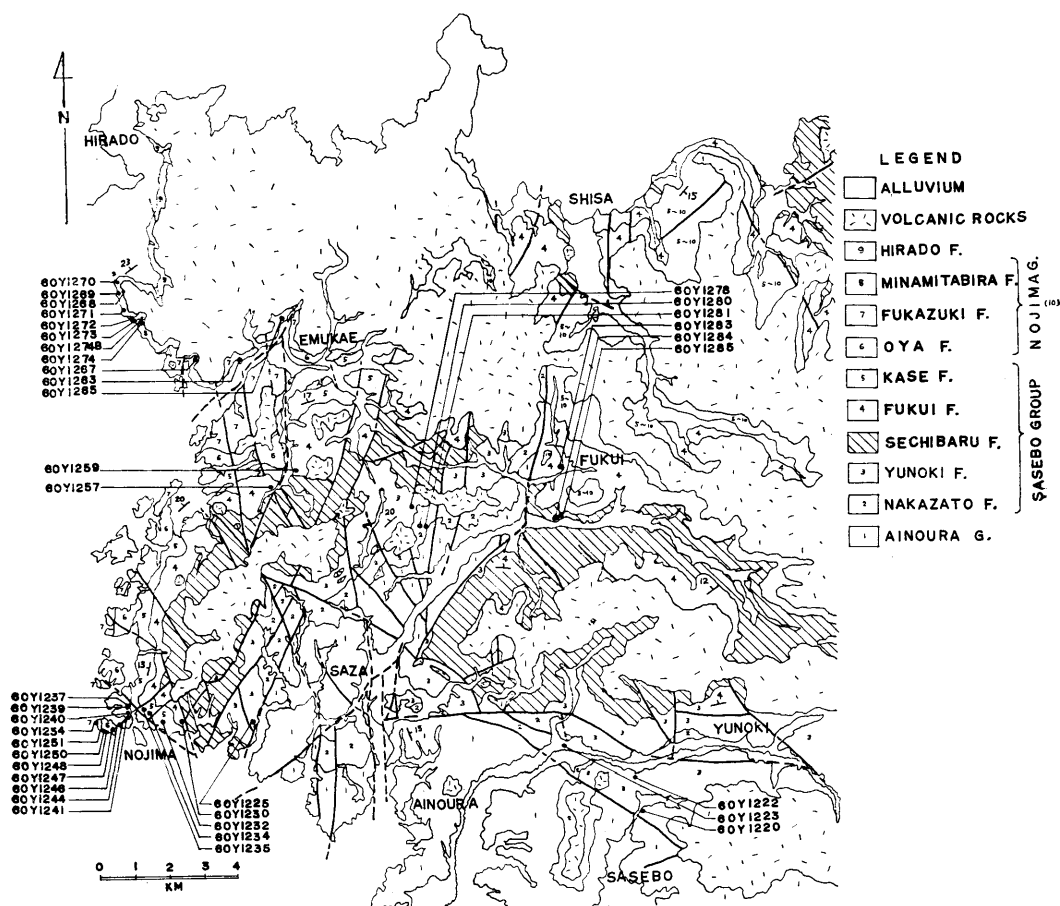 N
HIRADO
SHISA
EMUKAE
FUKUI
SAZA
NOJIMA
AINOURA
YUNOKI
SASEBO
60Y1270
60Y1269
60Y1268
60Y1271
60Y1272
60Y1273
60Y1274B
60Y1274
60Y1267
60Y1263
60Y1265
60Y1259
60Y1257
60Y1278
60Y1280
60Y1281
60Y1283
60Y1284
60Y1285
60Y1237
60Y1239
60Y1240
60Y1234
60Y1251
60Y1250
60Y1248
60Y1247
60Y1246
60Y1244
60Y1241
60Y1225
60Y1230
60Y1232
60Y1234
60Y1235
60Y1222
60Y1223
60Y1220
0 1 2 3 4
KM
LEGEND
ALLUVIUM
VOLCANIC ROCKS
9 HIRADO F.
8 MINAMITABIRA F.
7 FUKAZUKI F.
6 OYA F.
5 KASE F.
4 FUKUI F.
SECHIBARU F.
3 YUNOKI F.
2 NAKAZATO F.
1 AINOURA G.
NOJIMA G. (10)
SASEBO GROUP